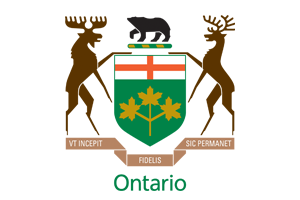 VT INCEPIT
FIDELIS
SIC PERMANET
Ontario